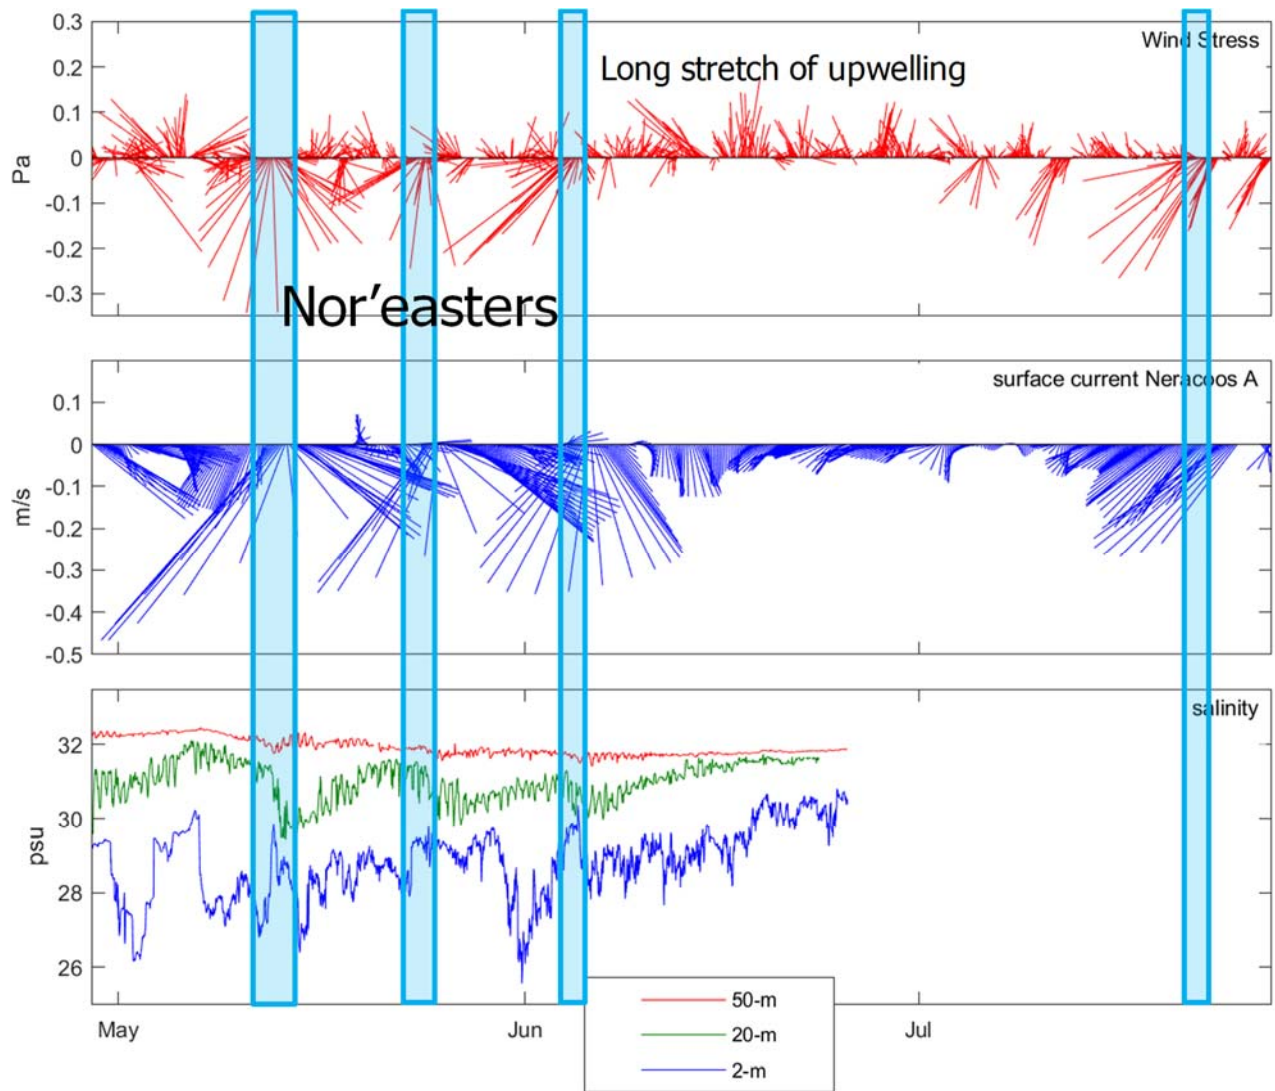 0.3
Wind Stress
0.2
Long stretch of upwelling
0.1
0
Pa
-0.1
-0.2
-0.3
Nor’easters
surface current Neracoos A
0.1
0
-0.1
m/s
-0.2
-0.3
-0.4
-0.5
salinity
32
30
psu
28
26
May
Jun
Jul
50-m
20-m
2-m